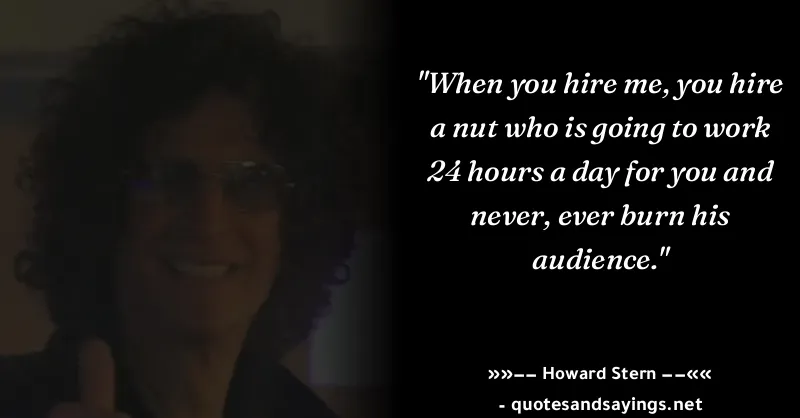 "When you hire me, you hire
a nut who is going to work
24 hours a day for you and
never, ever burn his
audience."
»»−− Howard Stern −−««
- quotesandsayings.net